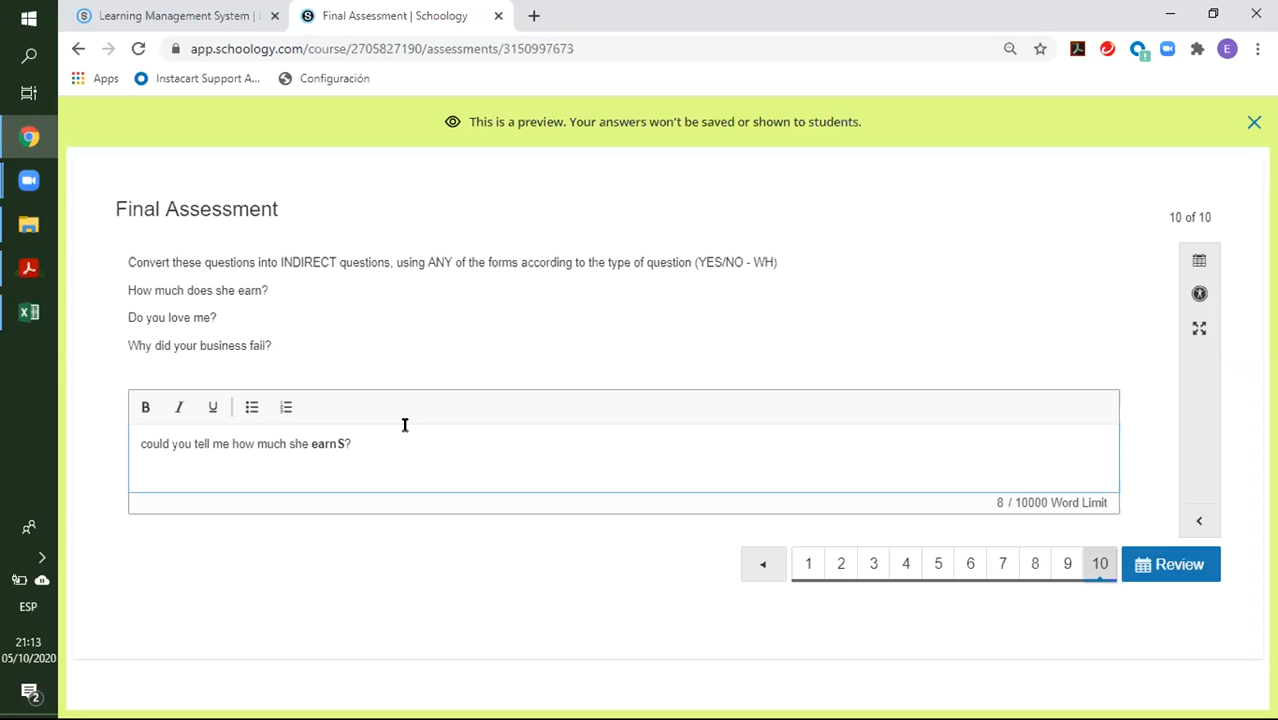 Learning Management System |
Final Assessment | Schoology
app.schoology.com/course/2705827190/assessments/3150997673
E
Apps
Instacart Support A...
Configuración
This is a preview. Your answers won't be saved or shown to students.
Final Assessment
10 of 10
Convert these questions into INDIRECT questions, using ANY of the forms according to the type of question (YES/NO - WH)
How much does she earn?
Do you love me?
Why did your business fail?
B I U
could you tell me how much she earnS?
8 / 10000 Word Limit
1 2 3 4 5 6 7 8 9 10 Review
ESP
21:13
05/10/2020
2